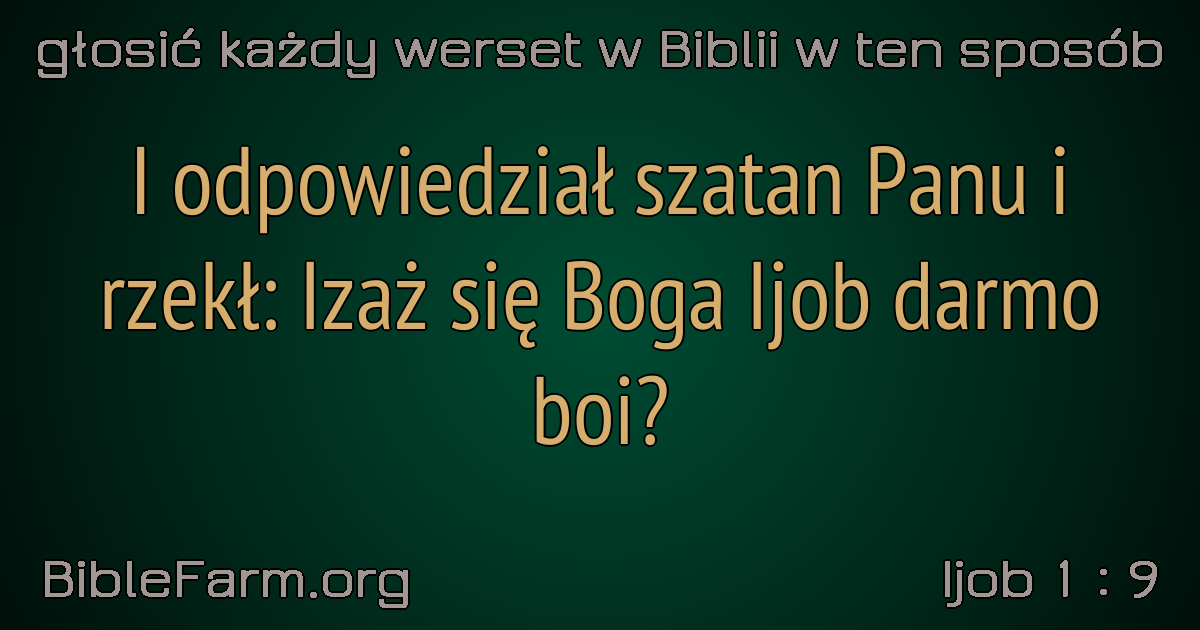 głosić każdy werset w Biblii w ten sposób
I odpowiedział szatan Panu i
rzekł: Izaż się Boga Ijob darmo
boi?
BibleFarm.org
Ijob 1 : 9